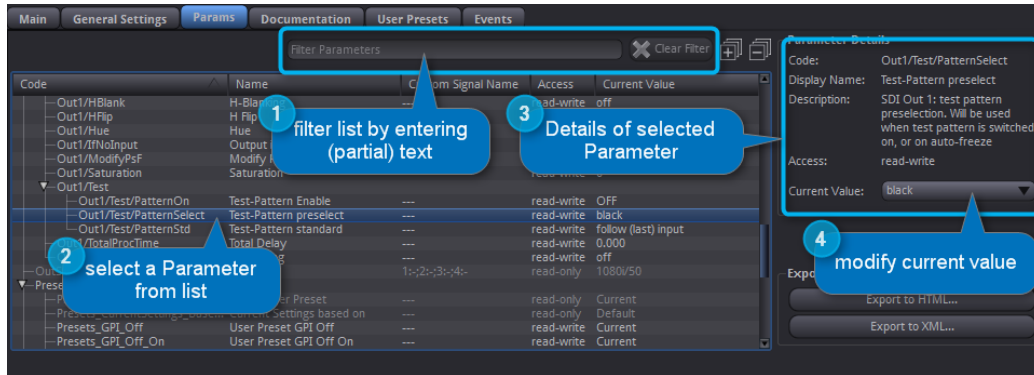 Main General Settings Params Documentation User Presets Events
Filter Parameters Clear Filter
Code Name Custom Signal Name Access Current Value
Out1/HBlank H-Blanking --- read-write off
Out1/HFlip H Flip
Out1/Hue Hue
Out1/IfNoInput Output
Out1/ModifyPsF Modify
Out1/Saturation Saturation
Out1/Test
Out1/Test/PatternOn Test-Pattern Enable --- read-write OFF
Out1/Test/PatternSelect Test-Pattern preselect --- read-write black
Out1/Test/PatternStd Test-Pattern standard --- read-write follow (last) input
Out1/TotalProcTime Total Delay --- read-write 0.000
--- read-write off
1:-;2:-;3:-;4:- read-only 1080i/50
User Preset --- read-only Current
Settings based on --- read-only Default
Presets_GPI_Off User Preset GPI Off --- read-write Current
Presets_GPI_Off_On User Preset GPI Off On --- read-write Current
1
filter list by entering
(partial) text
2
select a Parameter
from list
3
Details of selected
Parameter
Parameter Details
Code: Out1/Test/PatternSelect
Display Name: Test-Pattern preselect
Description: SDI Out 1: test pattern
preselection. Will be used
when test pattern is switched
on, or on auto-freeze
Access: read-write
Current Value: black
4
modify current value
Export to HTML...
Export to XML...